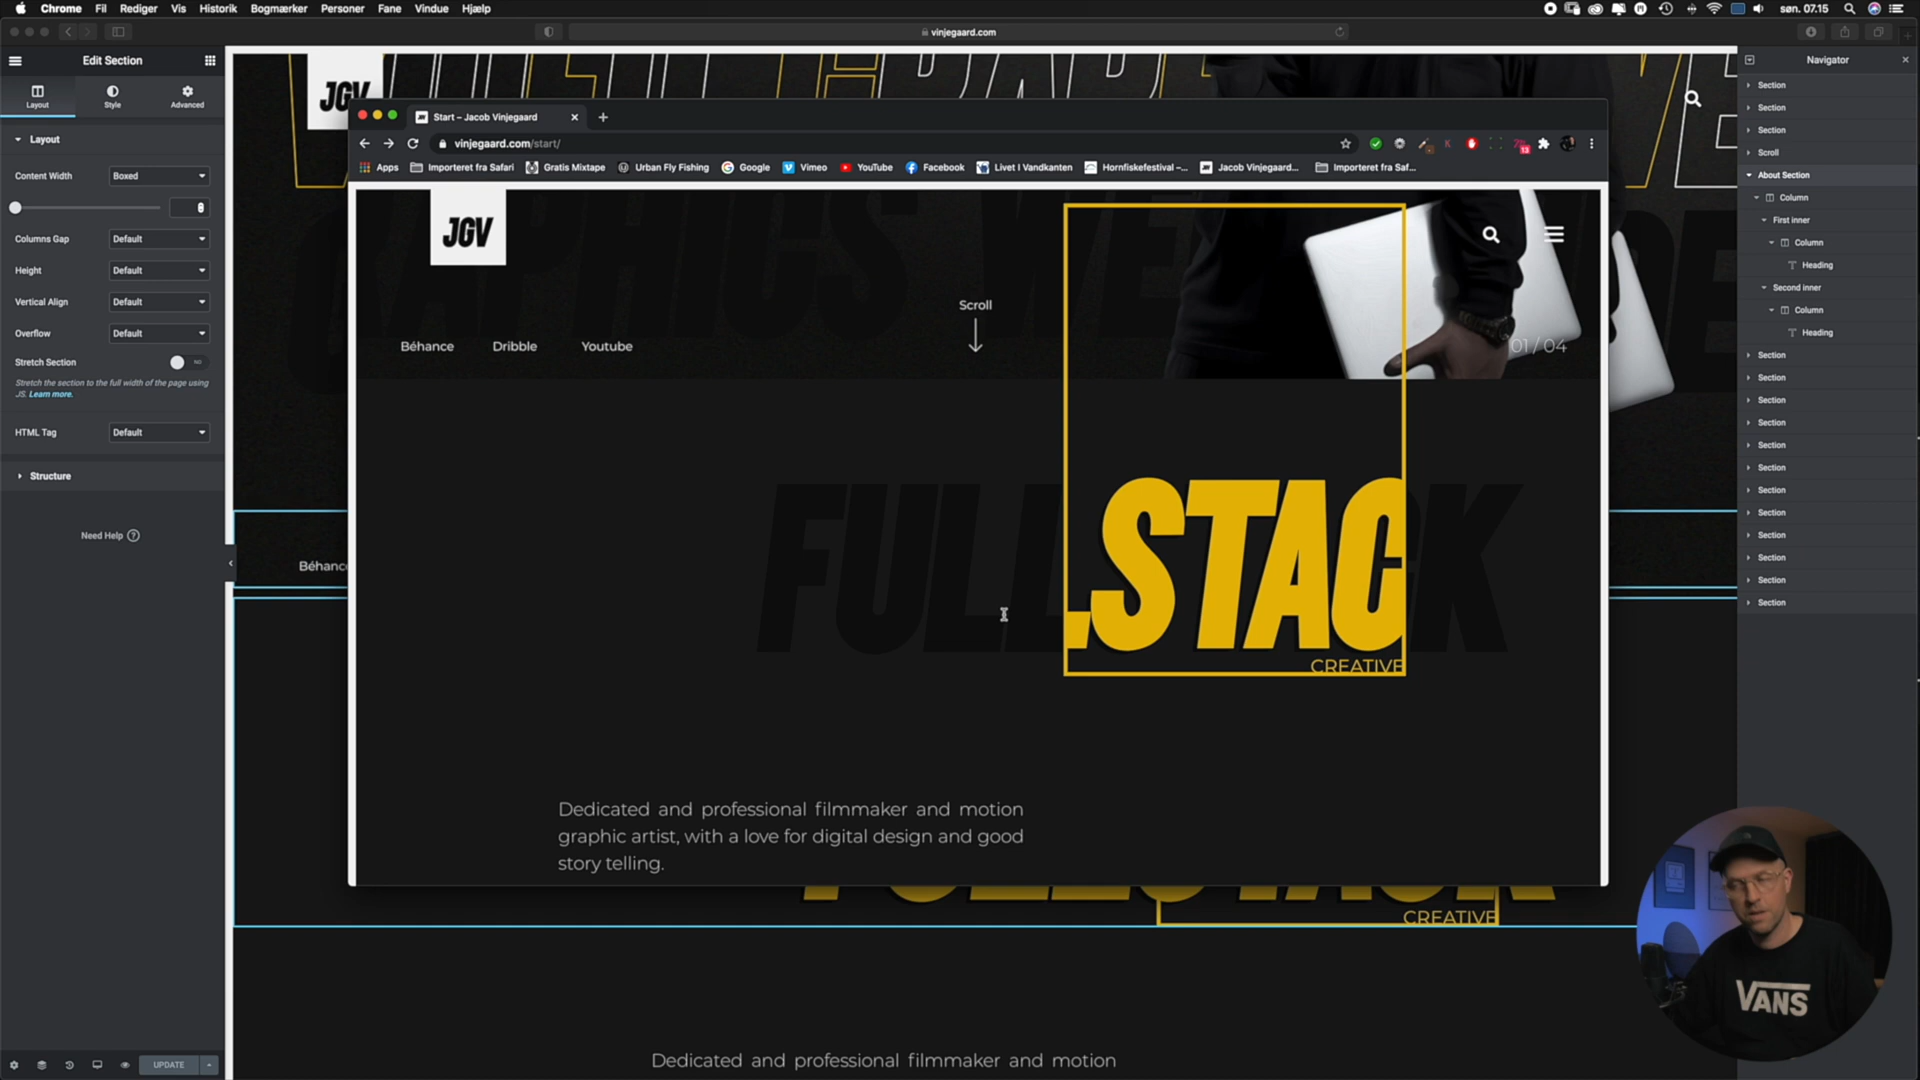 Chrome Fil Rediger Vis Historik Bogmærker Personer Fane Vindue Hjælp
søn. 07.15
vinjegaard.com
Edit Section
Layout Style Advanced
Layout
Content Width Boxed
Columns Gap Default
Height Default
Vertical Align Default
Overflow Default
Stretch Section NO
Stretch the section to the full width of the page using
JS. Learn more.
HTML Tag Default
Structure
Need Help ?
UPDATE
JGV
Béhance
Start – Jacob Vinjegaard
vinjegaard.com/start/
Apps Importeret fra Safari Gratis Mixtape Urban Fly Fishing Google Vimeo YouTube Facebook Livet I Vandkanten Hornfiskefestival –... Jacob Vinjegaard... Importeret fra Saf...
JGV
Scroll
Béhance Dribble Youtube
01 / 04
FULL.STACK
CREATIVE
Dedicated and professional filmmaker and motion
graphic artist, with a love for digital design and good
story telling.
CREATIVE
Dedicated and professional filmmaker and motion
Navigator
Section
Section
Section
Scroll
About Section
Column
First inner
Column
Heading
Second inner
Column
Heading
Section
Section
Section
Section
Section
Section
Section
Section
Section
Section
Section
Section
VANS